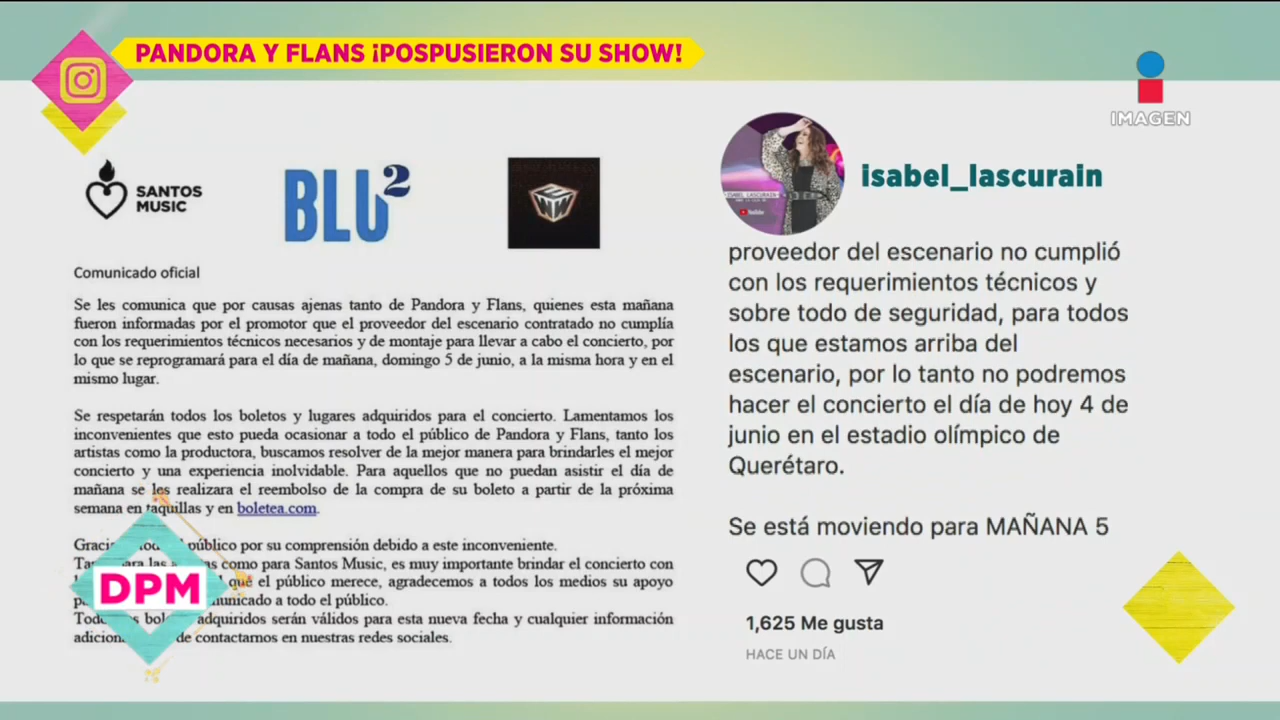 PANDORA Y FLANS ¡POSPUSIERON SU SHOW!
IMAGEN
SANTOS
MUSIC
BLU2
Comunicado oficial
Se les comunica que por causas ajenas tanto de Pandora y Flans, quienes esta mañana
fueron informadas por el promotor que el proveedor del escenario contratado no cumplía
con los requerimientos técnicos necesarios y de montaje para llevar a cabo el concierto, por
lo que se reprogramará para el día de mañana, domingo 5 de junio, a la misma hora y en el
mismo lugar.
Se respetarán todos los boletos y lugares adquiridos para el concierto. Lamentamos los
inconvenientes que esto pueda ocasionar a todo el público de Pandora y Flans, tanto los
artistas como la productora, buscamos resolver de la mejor manera para brindarles el mejor
concierto y una experiencia inolvidable. Para aquellos que no puedan asistir el día de
mañana se les realizara el reembolso de la compra de su boleto a partir de la próxima
semana en taquillas y en boletea.com.
público por su comprensión debido a este inconveniente.
como para Santos Music, es muy importante brindar el concierto con
qué el público merece, agradecemos a todos los medios su apoyo
a todo el público.
adquiridos serán válidos para esta nueva fecha y cualquier información
de contactarnos en nuestras redes sociales.
DPM
ISABEL LASCURAIN
YouTube
isabel_lascurain
proveedor del escenario no cumplió
con los requerimientos técnicos y
sobre todo de seguridad, para todos
los que estamos arriba del
escenario, por lo tanto no podremos
hacer el concierto el día de hoy 4 de
junio en el estadio olímpico de
Querétaro.
Se está moviendo para MAÑANA 5
1,625 Me gusta
HACE UN DÍA